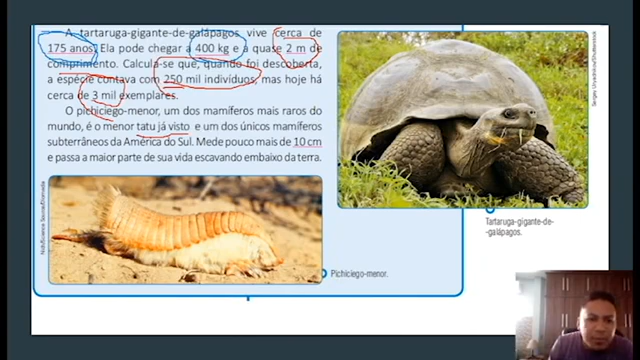 A tartaruga-gigante-de-galápagos vive cerca de
175 anos. Ela pode chegar a 400 kg e a quase 2 m de
comprimento. Calcula-se que, quando foi descoberta,
a espécie contava com 250 mil indivíduos, mas hoje há
cerca de 3 mil exemplares.
O pichiciego-menor, um dos mamíferos mais raros do
mundo, é o menor tatu já visto e um dos únicos mamíferos
subterrâneos da América do Sul. Mede pouco mais de 10 cm
e passa a maior parte de sua vida escavando embaixo da terra.
Tartaruga-gigante-de-
-galápagos.
Pichiciego-menor.